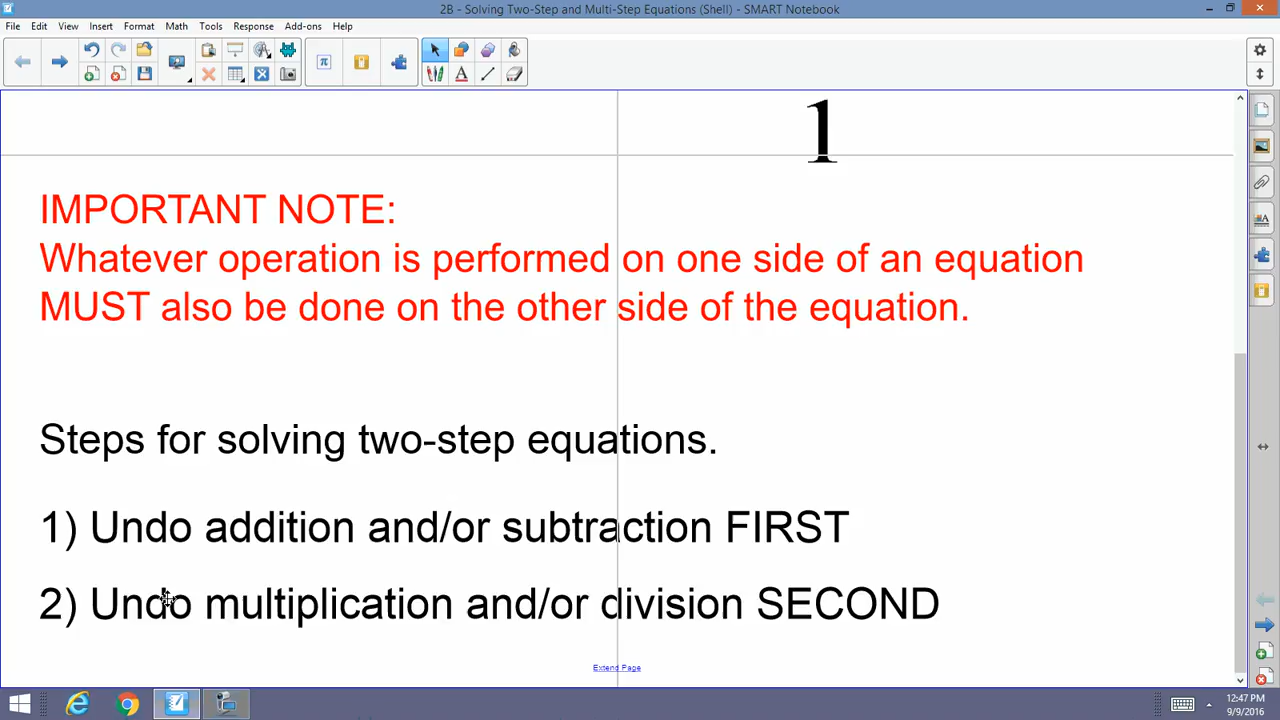 2B - Solving Two-Step and Multi-Step Equations (Shell) - SMART Notebook
File Edit View Insert Format Math Tools Response Add-ons Help
1
IMPORTANT NOTE:
Whatever operation is performed on one side of an equation
MUST also be done on the other side of the equation.
Steps for solving two-step equations.
1) Undo addition and/or subtraction FIRST
2) Undo multiplication and/or division SECOND
Extend Page
12:47 PM
9/9/2016